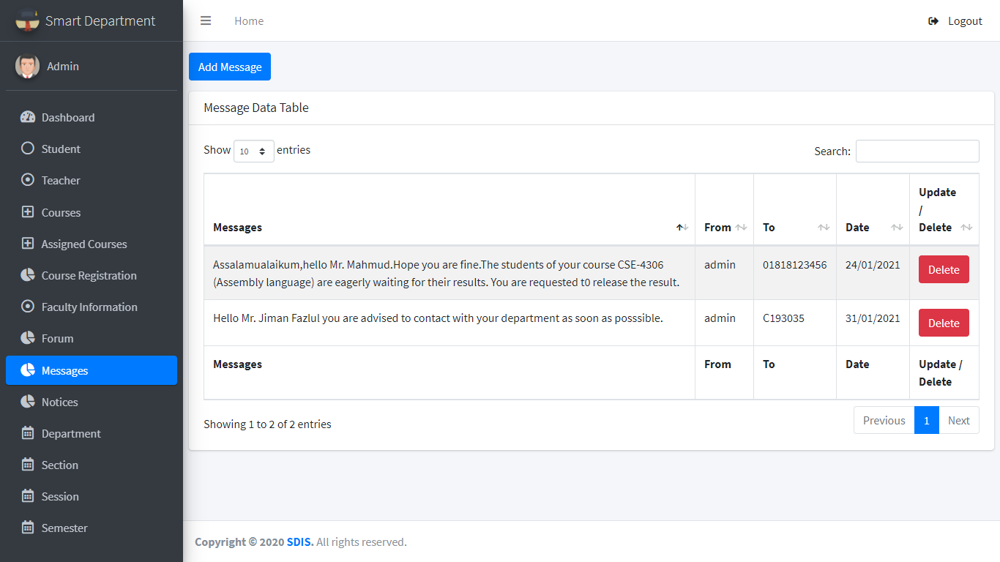 Smart Department
Home
Logout
Admin
Dashboard
Student
Teacher
Courses
Assigned Courses
Course Registration
Faculty Information
Forum
Messages
Notices
Department
Section
Session
Semester
Add Message
Message Data Table
Show 10 entries
Search:
Messages From To Date Update / Delete
Assalamualaikum,hello Mr. Mahmud.Hope you are fine.The students of your course CSE-4306 admin 01818123456 24/01/2021 Delete
(Assembly language) are eagerly waiting for their results. You are requested t0 release the result.
Hello Mr. Jiman Fazlul you are advised to contact with your department as soon as posssible. admin C193035 31/01/2021 Delete
Messages From To Date Update / Delete
Showing 1 to 2 of 2 entries
Previous 1 Next
Copyright © 2020 SDIS. All rights reserved.